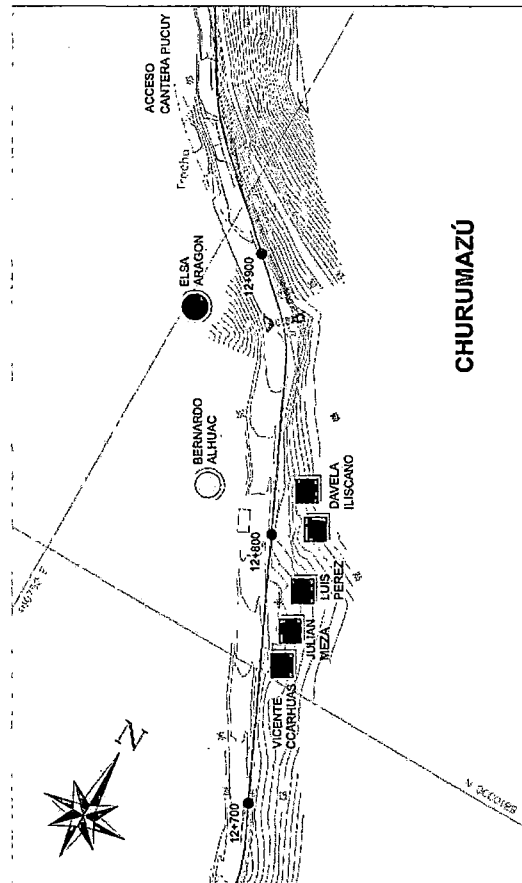 ACCESO
CANTERA PUCUY
Trocha
ELSA
ARAGON
12+900
CHURUMAZÚ
BERNARDO
ALHUAC
DAVELA
ILISCANO
12+800
LUIS
PEREZ
JULIAN
MEZA
VICENTE
CCARHUAS
N
12+700